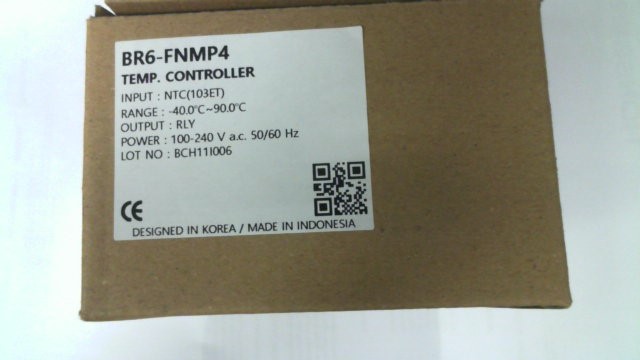 BR6-FNMP4
TEMP. CONTROLLER
INPUT : NTC(103ET)
RANGE : -40.0℃~90.0℃
OUTPUT : RLY
POWER : 100-240 V a.c. 50/60 Hz
LOT NO : BCH11I006
CE
DESIGNED IN KOREA / MADE IN INDONESIA